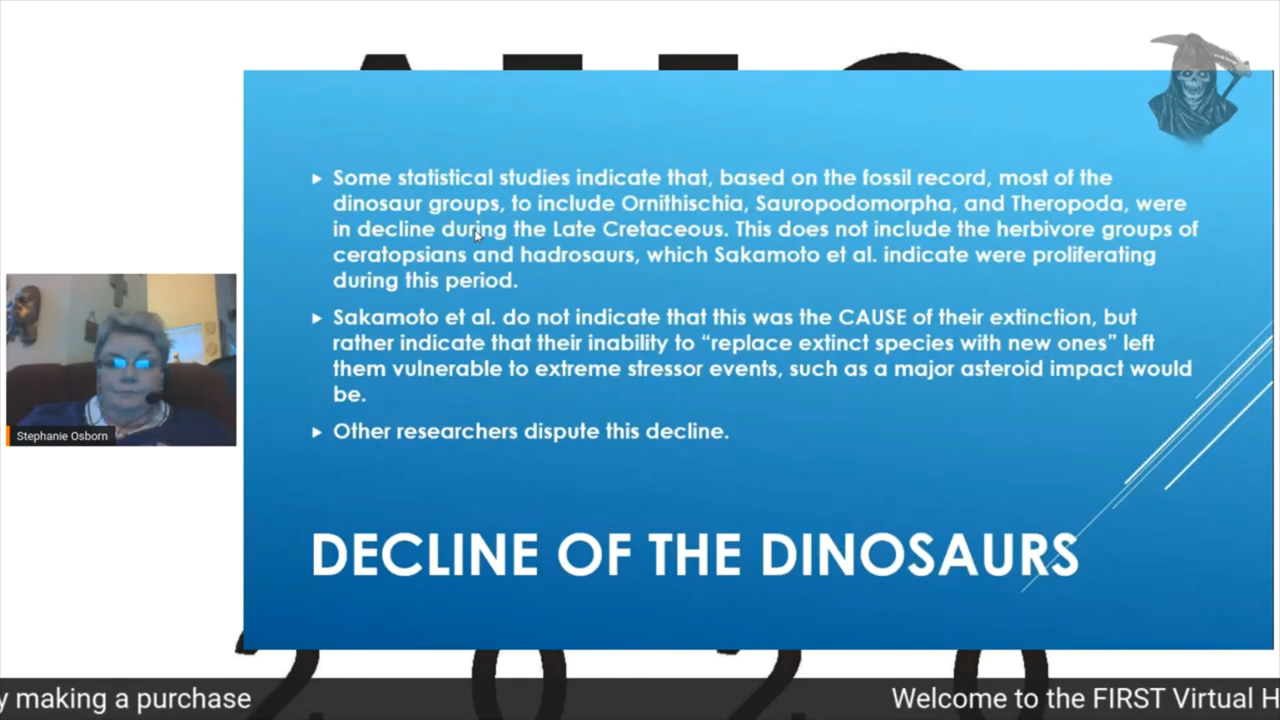 Some statistical studies indicate that, based on the fossil record, most of the
dinosaur groups, to include Ornithischia, Sauropodomorpha, and Theropoda, were
in decline during the Late Cretaceous. This does not include the herbivore groups of
ceratopsians and hadrosaurs, which Sakamoto et al. indicate were proliferating
during this period.
Sakamoto et al. do not indicate that this was the CAUSE of their extinction, but
rather indicate that their inability to “replace extinct species with new ones” left
them vulnerable to extreme stressor events, such as a major asteroid impact would
be.
Other researchers dispute this decline.
DECLINE OF THE DINOSAURS
Stephanie Osborn
2020
y making a purchase
Welcome to the FIRST Virtual H